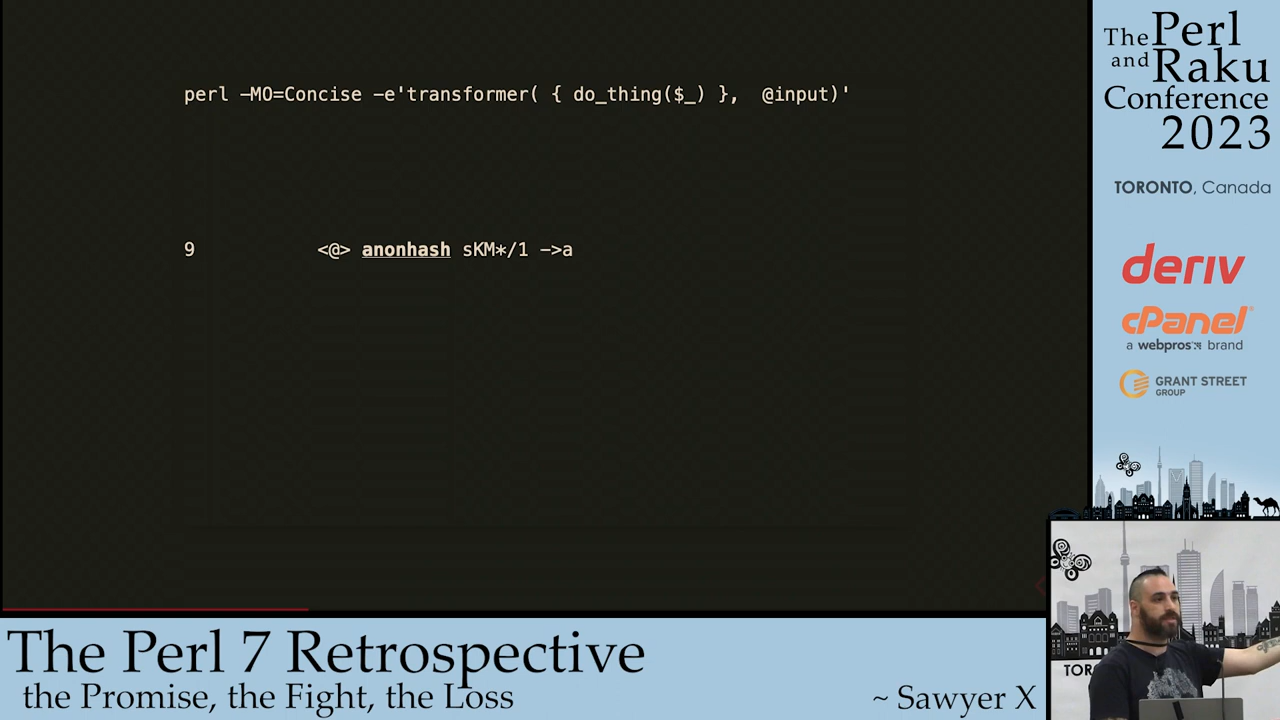 perl -MO=Concise -e'transformer( { do_thing($_) }, @input)'
9 <@> anonhash sKM*/1 ->a
The Perl
and Raku
Conference
2023
TORONTO, Canada
deriv
cPanel®
a webpros brand
GRANT STREET
GROUP
TOR
The Perl 7 Retrospective
the Promise, the Fight, the Loss
~ Sawyer X